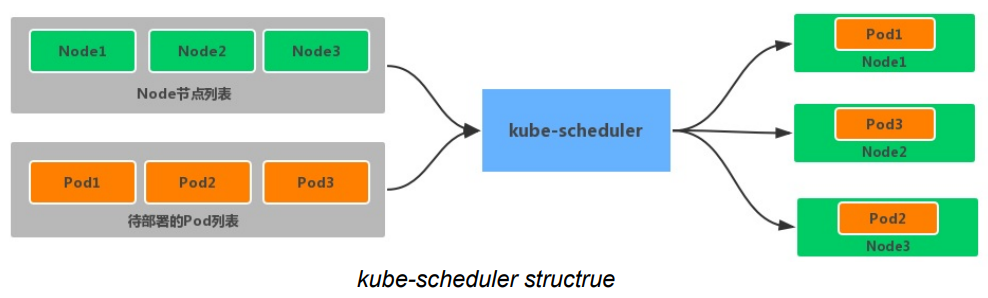 Node1 Node2 Node3
Node节点列表
Pod1 Pod2 Pod3
待部署的Pod列表
kube-scheduler
Pod1
Node1
Pod3
Node2
Pod2
Node3
kube-scheduler structrue